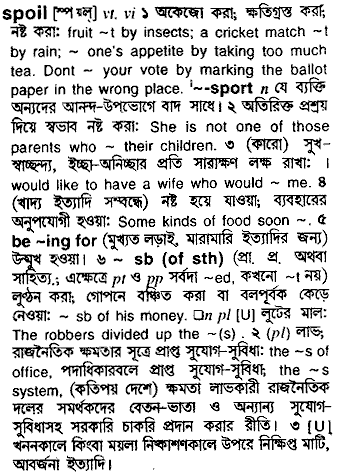 spoil [স্পয়ল্] vt. vi ১ অকেজো করা; ক্ষতিগ্রস্ত করা;
নষ্ট করা: fruit ~t by insects; a cricket match ~t
by rain; ~ one's appetite by taking too much
tea. Dont ~ your vote by marking the ballot
paper in the wrong place. ~-sport n যে ব্যক্তি
অন্যদের আনন্দ-উপভোগে বাদ সাধে। ২ অতিরিক্ত প্রশ্রয়
দিয়ে স্বভাব নষ্ট করা: She is not one of those
parents who ~ their children. ৩ (কারো) সুখ-
স্বাচ্ছন্দ্য, ইচ্ছা-অনিচ্ছার প্রতি সারাক্ষণ লক্ষ রাখা: I
would like to have a wife who would ~ me. ৪
(খাদ্য ইত্যাদি সম্বন্ধে) নষ্ট হয়ে যাওয়া; ব্যবহারের
অনুপযোগী হওয়া: Some kinds of food soon ~. ৫
be ~ing for (মুখ্যত লড়াই, মারামারি ইত্যাদির জন্য)
উন্মুখ হওয়া। ৬ ~ sb (of sth) (প্রা. প্র. অথবা
সাহিত্য.; এক্ষেত্রে pt ও pp সর্বদা ~ed, কখনো ~t নয়)
লুণ্ঠন করা; গোপনে বঞ্চিত করা বা বলপূর্বক কেড়ে
নেওয়া: ~ sb of his money. □n pl [U] লুটের মাল:
The robbers divided up the ~(s). ২ (pl) লাভ;
রাজনৈতিক ক্ষমতার সূত্রে প্রাপ্ত সুযোগ-সুবিধা: the ~s of
office, পদাধিকারবলে প্রাপ্ত সুযোগ-সুবিধা; the ~s
system, (কতিপয় দেশে) ক্ষমতা লাভকারী রাজনৈতিক
দলের সমর্থকদের বেতন-ভাতা ও অন্যান্য সুযোগ-
সুবিধাসহ সরকারি চাকরি প্রদান করার রীতি। ৩ [U]
খননকালে কিংবা ময়লা নিষ্কাশণকালে উপরে নিক্ষিপ্ত মাটি,
আবর্জনা ইত্যাদি।